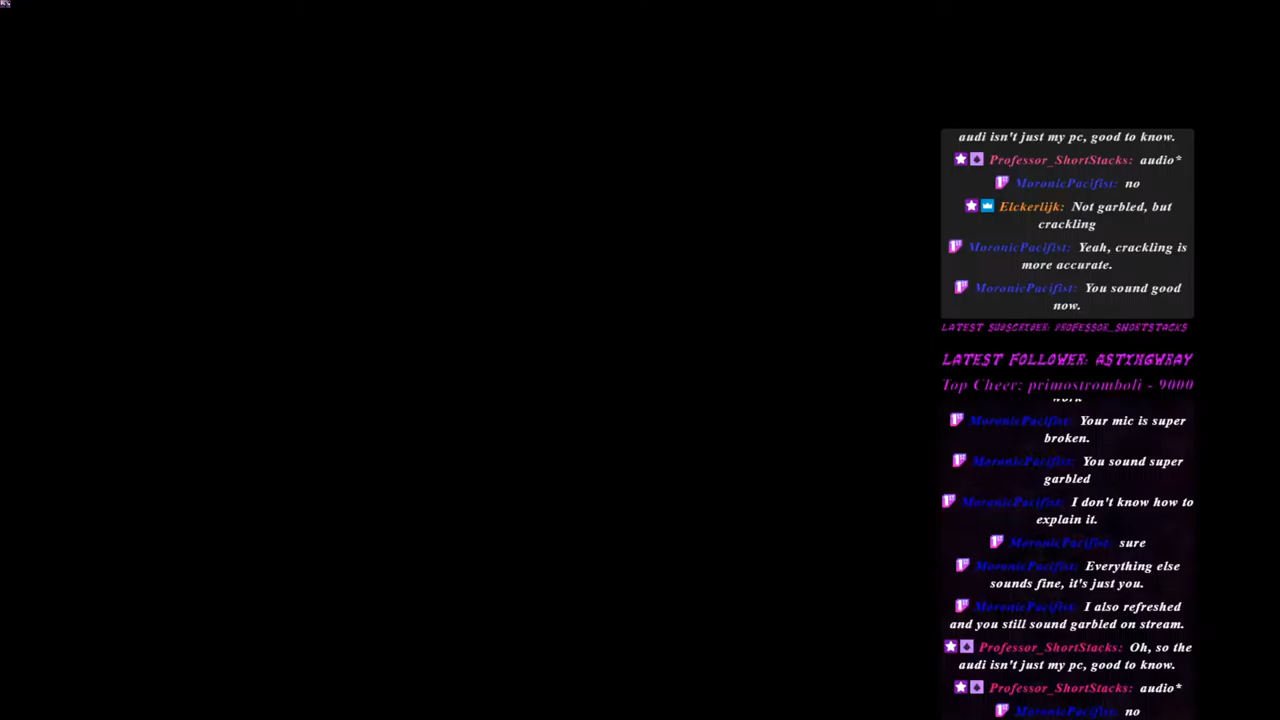 audi isn't just my pc, good to know.
Professor_ShortStacks: audio*
MoronicPacifist: no
Elckerlijk: Not garbled, but
crackling
MoronicPacifist: Yeah, crackling is
more accurate.
MoronicPacifist: You sound good
now.
LATEST SUBSCRIBER: PROFESSOR_SHORTSTACKS
LATEST FOLLOWER: ASTINGWRAY
Top Cheer: primostromboli - 9000
work
MoronicPacifist: Your mic is super
broken.
MoronicPacifist: You sound super
garbled
MoronicPacifist: I don't know how to
explain it.
MoronicPacifist: sure
MoronicPacifist: Everything else
sounds fine, it's just you.
MoronicPacifist: I also refreshed
and you still sound garbled on stream.
Professor_ShortStacks: Oh, so the
audi isn't just my pc, good to know.
Professor_ShortStacks: audio*
MoronicPacifist: no